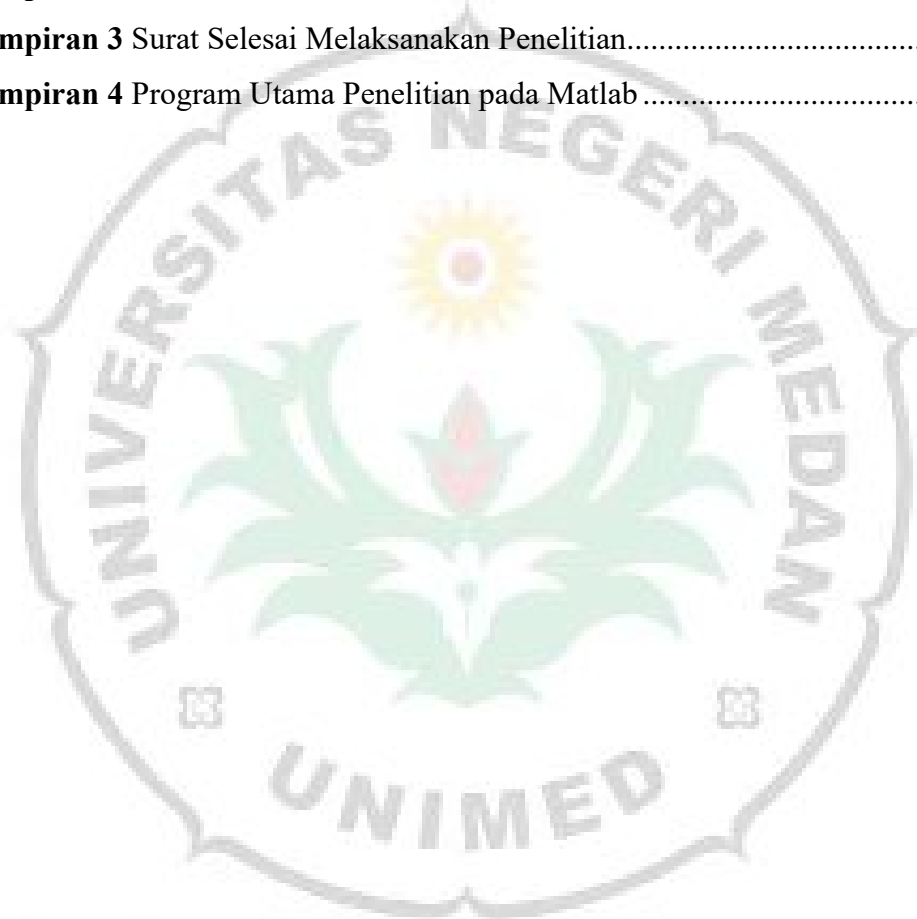 mpiran 3 Surat Selesai Melaksanakan Penelitian...............................
mpiran 4 Program Utama Penelitian pada Matlab .............................
UNIVERSITAS NEGERI MEDAN
UNIMED